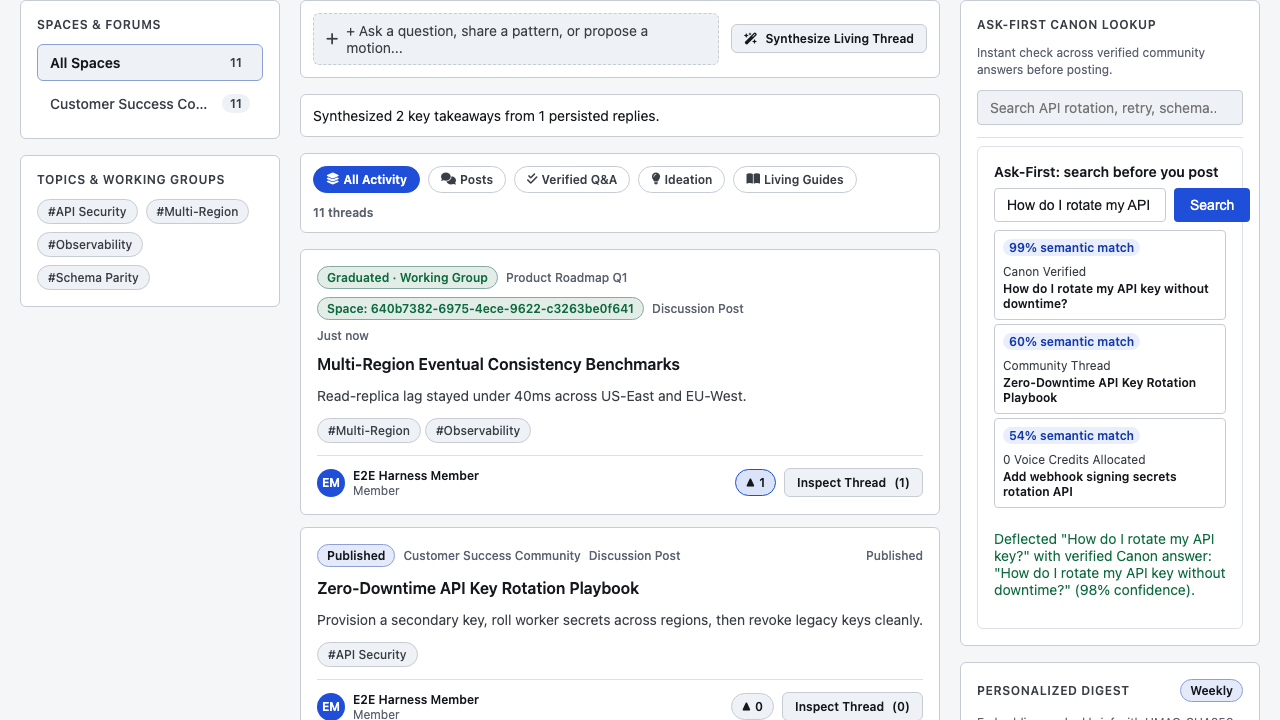 SPACES & FORUMS
All Spaces 11
Customer Success Co... 11
TOPICS & WORKING GROUPS
#API Security #Multi-Region
#Observability
#Schema Parity
+ Ask a question, share a pattern, or propose a
motion...
Synthesize Living Thread
Synthesized 2 key takeaways from 1 persisted replies.
All Activity Posts Verified Q&A Ideation Living Guides
11 threads
Graduated · Working Group Product Roadmap Q1
Space: 640b7382-6975-4ece-9622-c3263be0f641 Discussion Post
Just now
Multi-Region Eventual Consistency Benchmarks
Read-replica lag stayed under 40ms across US-East and EU-West.
#Multi-Region #Observability
EM E2E Harness Member
Member
▲ 1 Inspect Thread (1)
Published Customer Success Community Discussion Post Published
Zero-Downtime API Key Rotation Playbook
Provision a secondary key, roll worker secrets across regions, then revoke legacy keys cleanly.
#API Security
EM E2E Harness Member
Member
▲ 0 Inspect Thread (0)
ASK-FIRST CANON LOOKUP
Instant check across verified community
answers before posting.
Search API rotation, retry, schema..
Ask-First: search before you post
How do I rotate my API Search
99% semantic match
Canon Verified
How do I rotate my API key without
downtime?
60% semantic match
Community Thread
Zero-Downtime API Key Rotation
Playbook
54% semantic match
0 Voice Credits Allocated
Add webhook signing secrets
rotation API
Deflected "How do I rotate my API
key?" with verified Canon answer:
"How do I rotate my API key without
downtime?" (98% confidence).
PERSONALIZED DIGEST Weekly